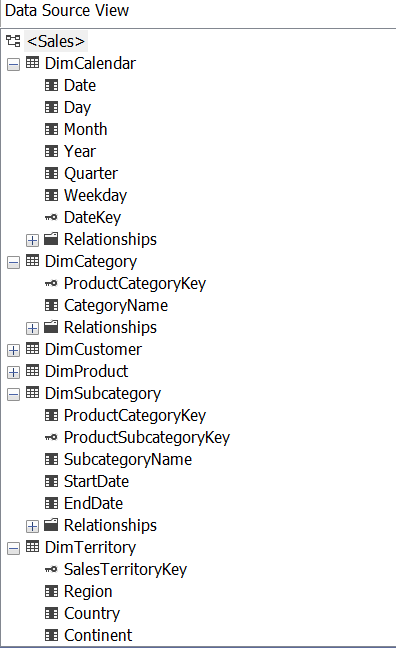 Data Source View
<Sales>
DimCalendar
Date
Day
Month
Year
Quarter
Weekday
DateKey
Relationships
DimCategory
ProductCategoryKey
CategoryName
Relationships
DimCustomer
DimProduct
DimSubcategory
ProductCategoryKey
ProductSubcategoryKey
SubcategoryName
StartDate
EndDate
Relationships
DimTerritory
SalesTerritoryKey
Region
Country
Continent